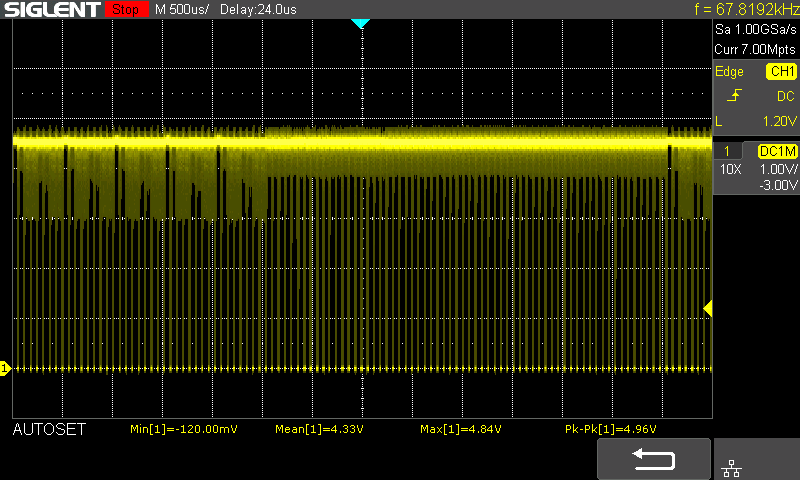 SIGLENT Stop M 500us/ Delay:24.0us f = 67.8192kHz
Sa 1.00GSa/s
Curr 7.00Mpts
Edge CH1
DC
L 1.20V
1 DC1M
10X 1.00V/
-3.00V
1
AUTOSET Min[1]=-120.00mV Mean[1]=4.33V Max[1]=4.84V Pk-Pk[1]=4.96V